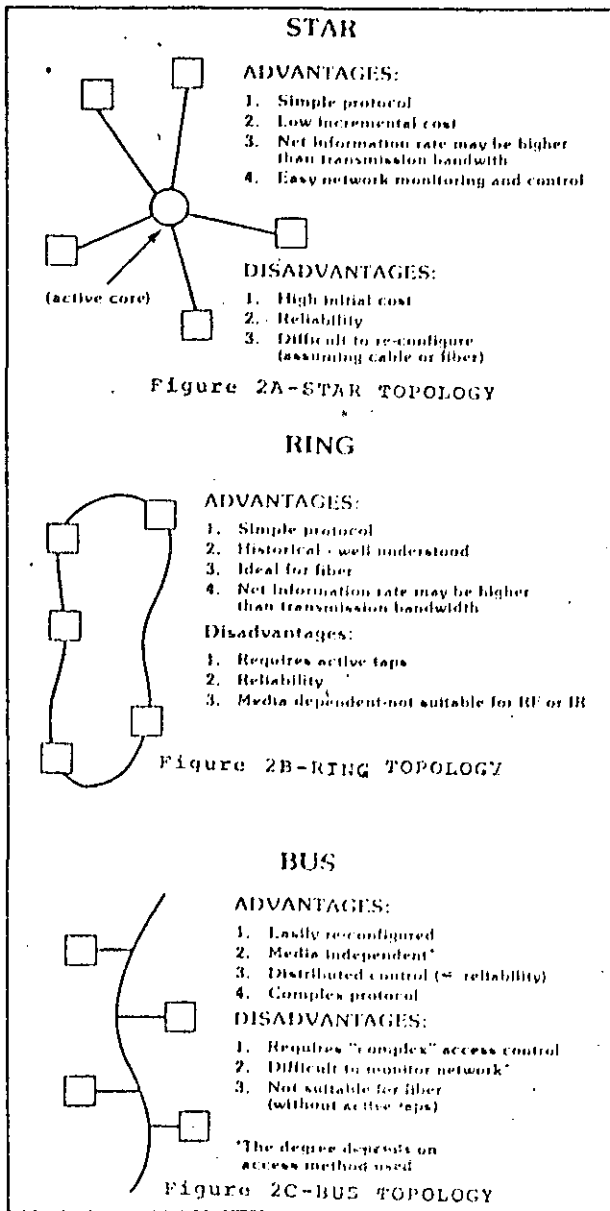 STAR
ADVANTAGES:
1. Simple protocol
2. Low incremental cost
3. Net information rate may be higher
than transmission bandwith
4. Easy network monitoring and control
(active core)
DISADVANTAGES:
1. High initial cost
2. Reliability
3. Difficult to re-configure
(assuming cable or fiber)
Figure 2A-STAR TOPOLOGY
RING
ADVANTAGES:
1. Simple protocol
2. Historical - well understood
3. Ideal for fiber
4. Net information rate may be higher
than transmission bandwidth
Disadvantages:
1. Requires active taps
2. Reliability
3. Media dependent-not suitable for RF or IR
Figure 2B-RING TOPOLOGY
BUS
ADVANTAGES:
1. Easily re-configured
2. Media independent*
3. Distributed control (= reliability)
4. Complex protocol
DISADVANTAGES:
1. Requires "complex" access control
2. Difficult to monitor network*
3. Not suitable for fiber
(without active taps)
*The degree depends on
access method used
Figure 2C-BUS TOPOLOGY